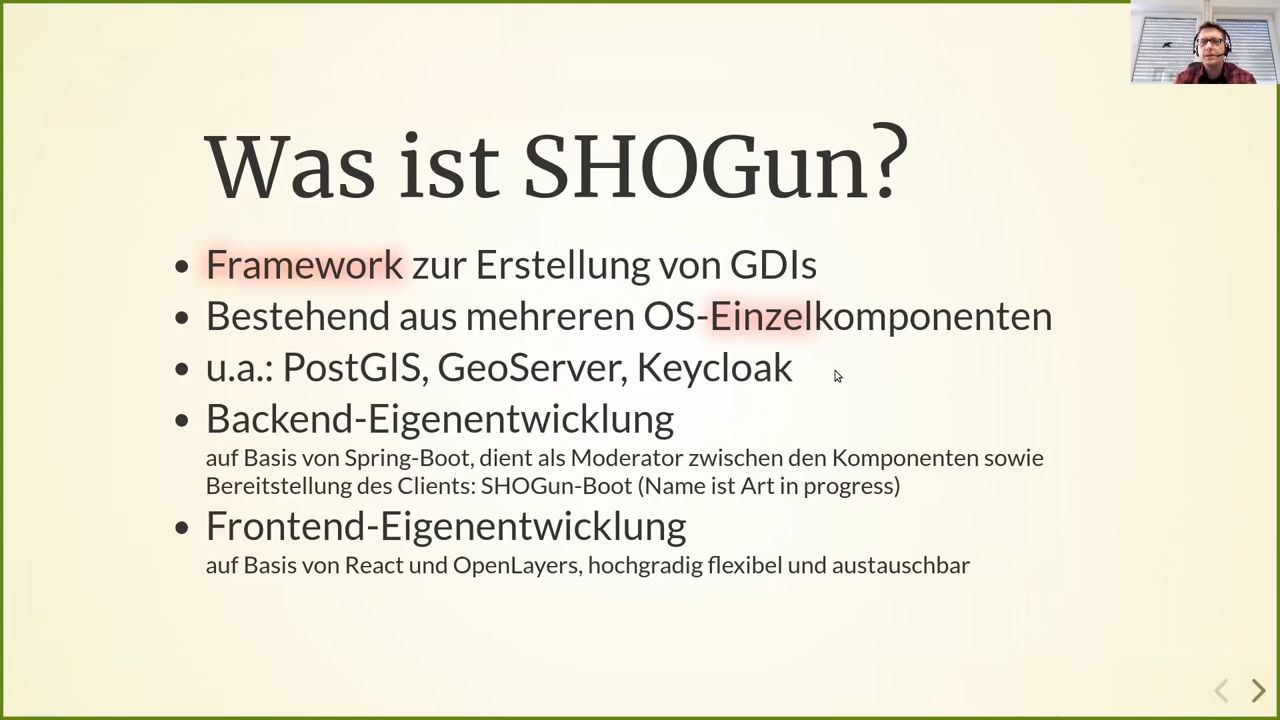 Was ist SHOGun?
Framework zur Erstellung von GDIs
Bestehend aus mehreren OS-Einzelkomponenten
u.a.: PostGIS, GeoServer, Keycloak
Backend-Eigenentwicklung
auf Basis von Spring-Boot, dient als Moderator zwischen den Komponenten sowie
Bereitstellung des Clients: SHOGun-Boot (Name ist Art in progress)
Frontend-Eigenentwicklung
auf Basis von React und OpenLayers, hochgradig flexibel und austauschbar